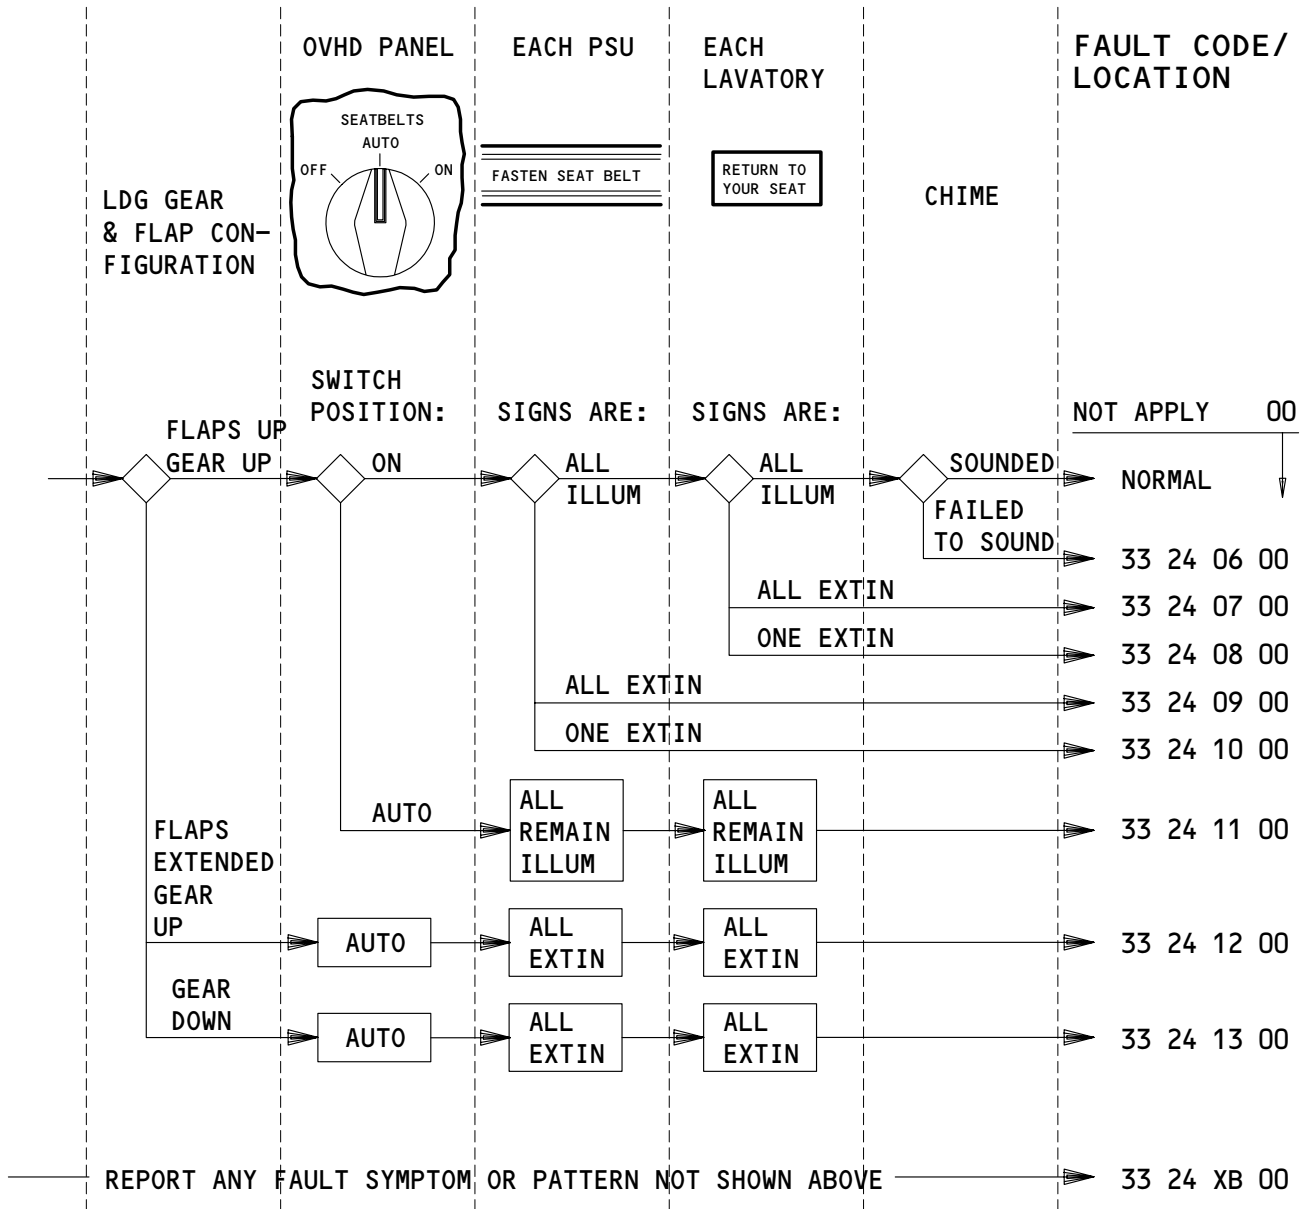 OVHD PANEL
EACH PSU
EACH
LAVATORY
FAULT CODE/
LOCATION
SEATBELTS
AUTO
OFF
ON
FASTEN SEAT BELT
RETURN TO
YOUR SEAT
CHIME
LDG GEAR
& FLAP CON-
FIGURATION
SWITCH
POSITION:
SIGNS ARE:
SIGNS ARE:
NOT APPLY 00
FLAPS UP
GEAR UP
ON
ALL
ILLUM
ALL
ILLUM
SOUNDED
NORMAL
FAILED
TO SOUND
33 24 06 00
ALL EXTIN
33 24 07 00
ONE EXTIN
33 24 08 00
ALL EXTIN
33 24 09 00
ONE EXTIN
33 24 10 00
AUTO
ALL
REMAIN
ILLUM
ALL
REMAIN
ILLUM
33 24 11 00
FLAPS
EXTENDED
GEAR
UP
AUTO
ALL
EXTIN
ALL
EXTIN
33 24 12 00
GEAR
DOWN
AUTO
ALL
EXTIN
ALL
EXTIN
33 24 13 00
REPORT ANY FAULT SYMPTOM OR PATTERN NOT SHOWN ABOVE
33 24 XB 00